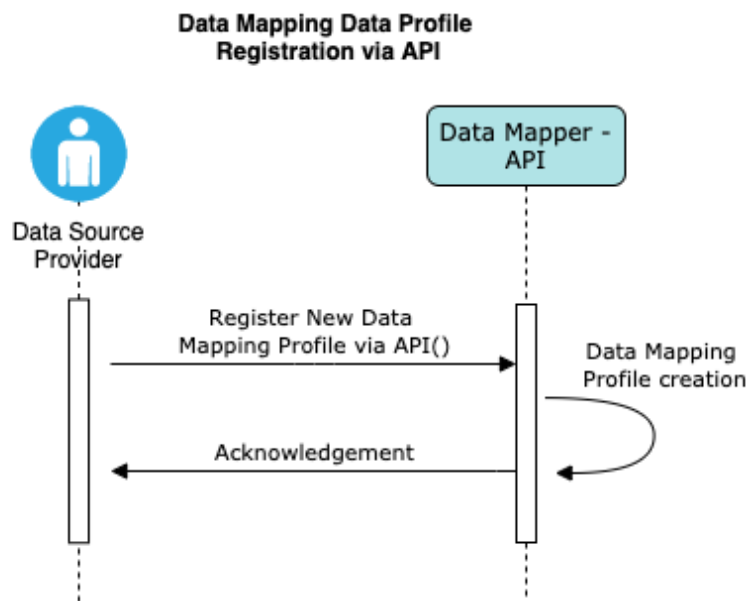 Data Mapping Data Profile
Registration via API
Data Mapper -
API
Data Source
Provider
Register New Data
Mapping Profile via API()
Data Mapping
Profile creation
Acknowledgement